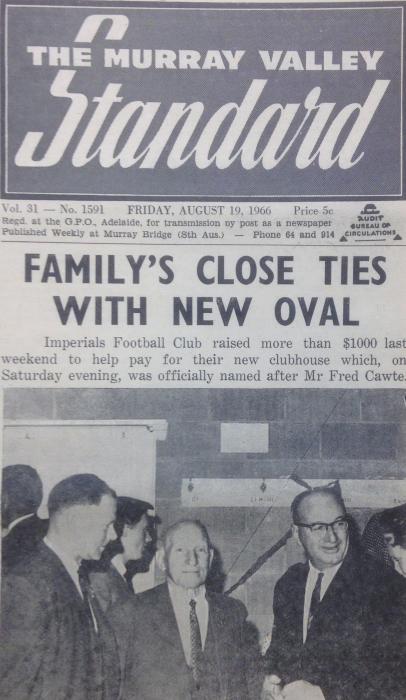 THE MURRAY VALLEY
Standard
Vol. 31 — No. 1591 FRIDAY, AUGUST 19, 1966 Price 5c
Regd. at the G.P.O., Adelaide, for transmission by post as a newspaper
Published Weekly at Murray Bridge (Sth Aus.) — Phone 64 and 914
AUDIT
BUREAU OF
CIRCULATIONS
FAMILY'S CLOSE TIES
WITH NEW OVAL
Imperials Football Club raised more than $1000 last
weekend to help pay for their new clubhouse which, on
Saturday evening, was officially named after Mr Fred Cawte.